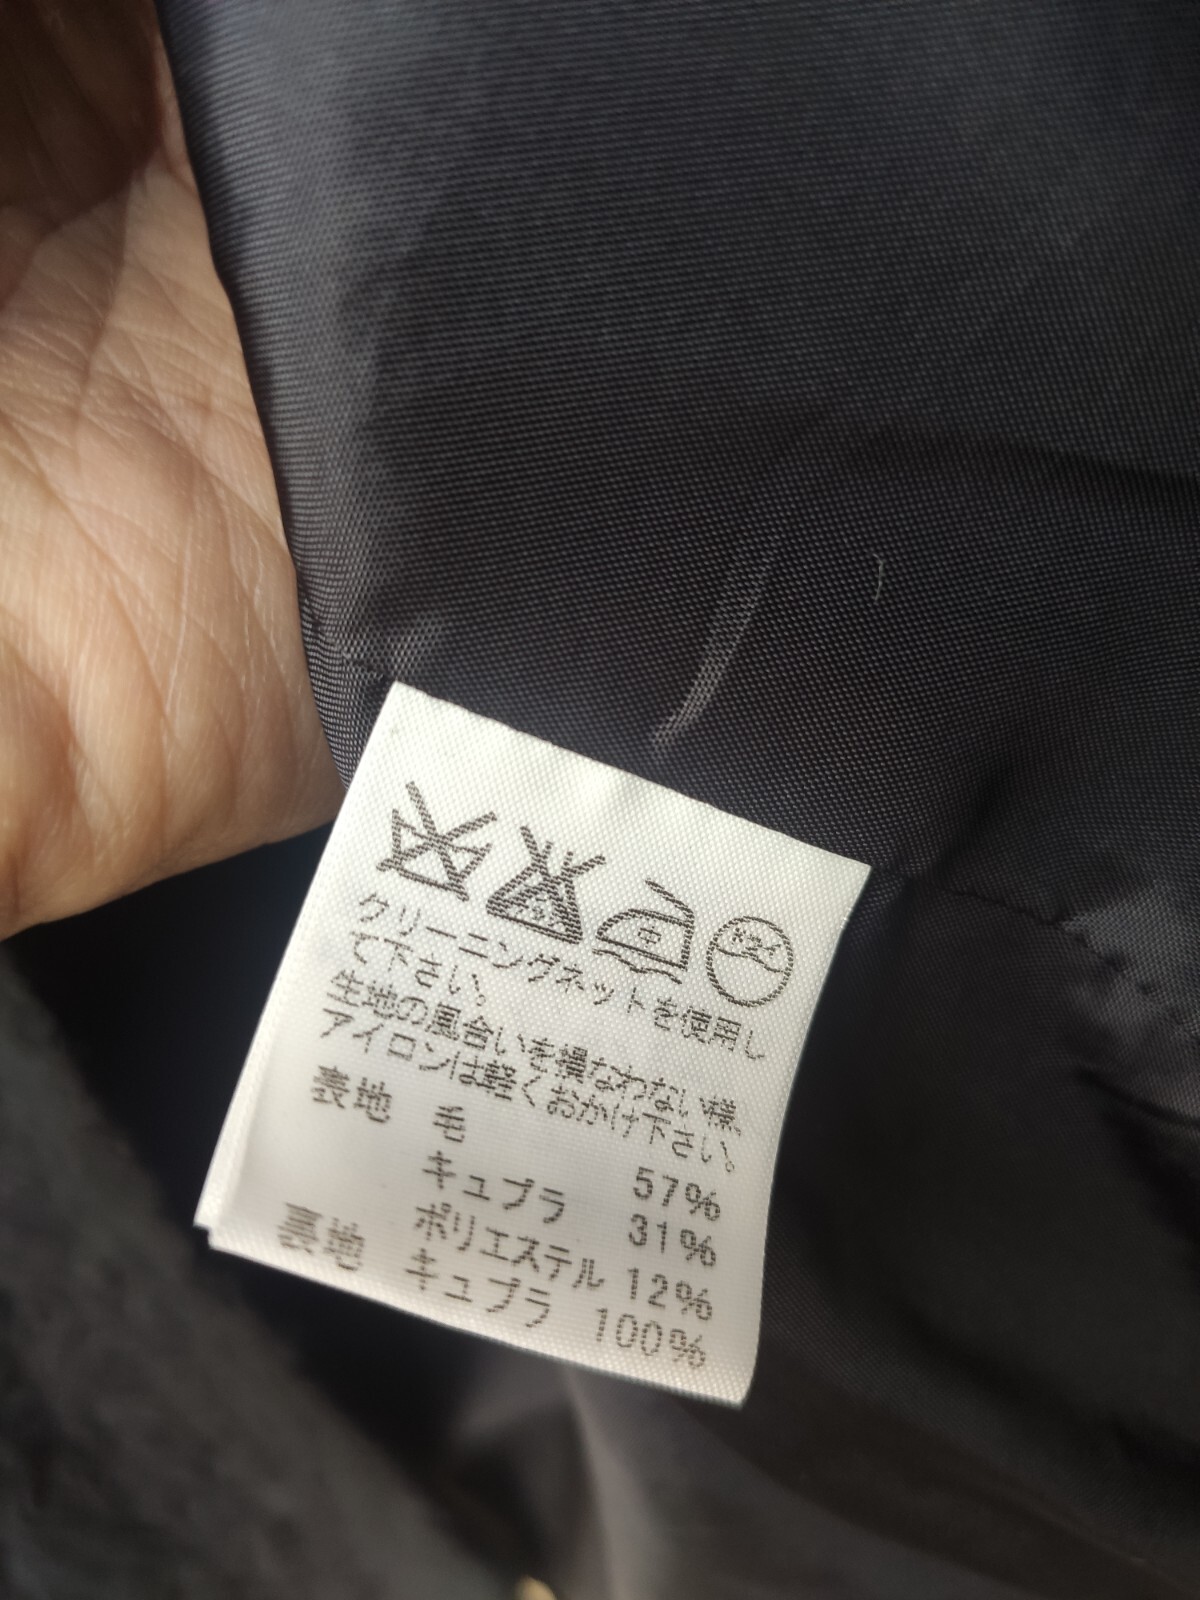 クリーニングネットを使用し
て下さい。
生地の風合いを損なわない様、
アイロンは軽くおかけ下さい。
表地 毛 57%
キュプラ 31%
ポリエステル 12%
裏地 キュプラ 100%